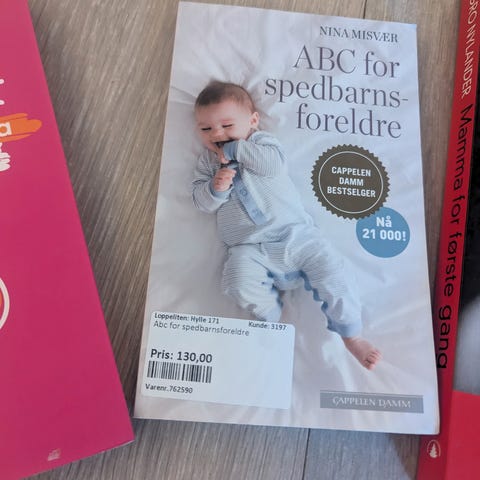 NINA MISVÆR
ABC for
spedbarns-
foreldre
CAPPELEN
DAMM
BESTSELGER
Nå
21 000!
Loppeliten: Hylle 171
Kunde: 3197
Abc for spedbarnsforeldre
Pris: 130,00
Varenr.762590
CAPPELEN DAMM
NYLANDER
Mamma for første gang